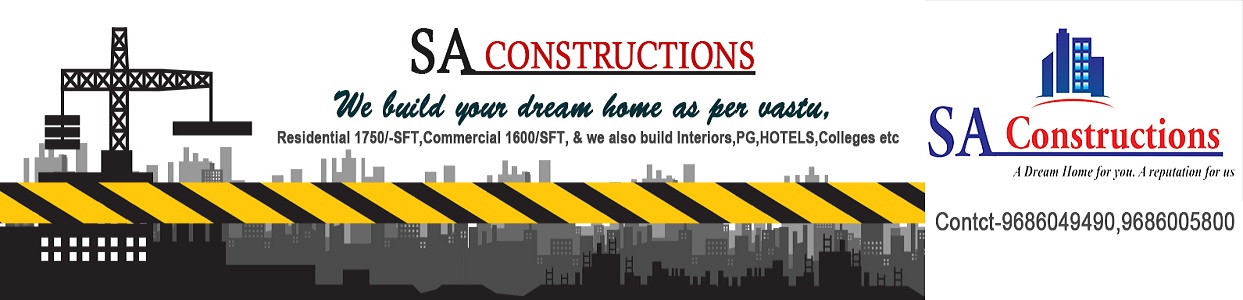 SA CONSTRUCTIONS
We build your dream home as per vastu,
Residential 1750/-SFT,Commercial 1600/SFT, & we also build Interiors,PG,HOTELS,Colleges etc
SA Constructions
A Dream Home for you. A reputation for us
Contct-9686049490,9686005800